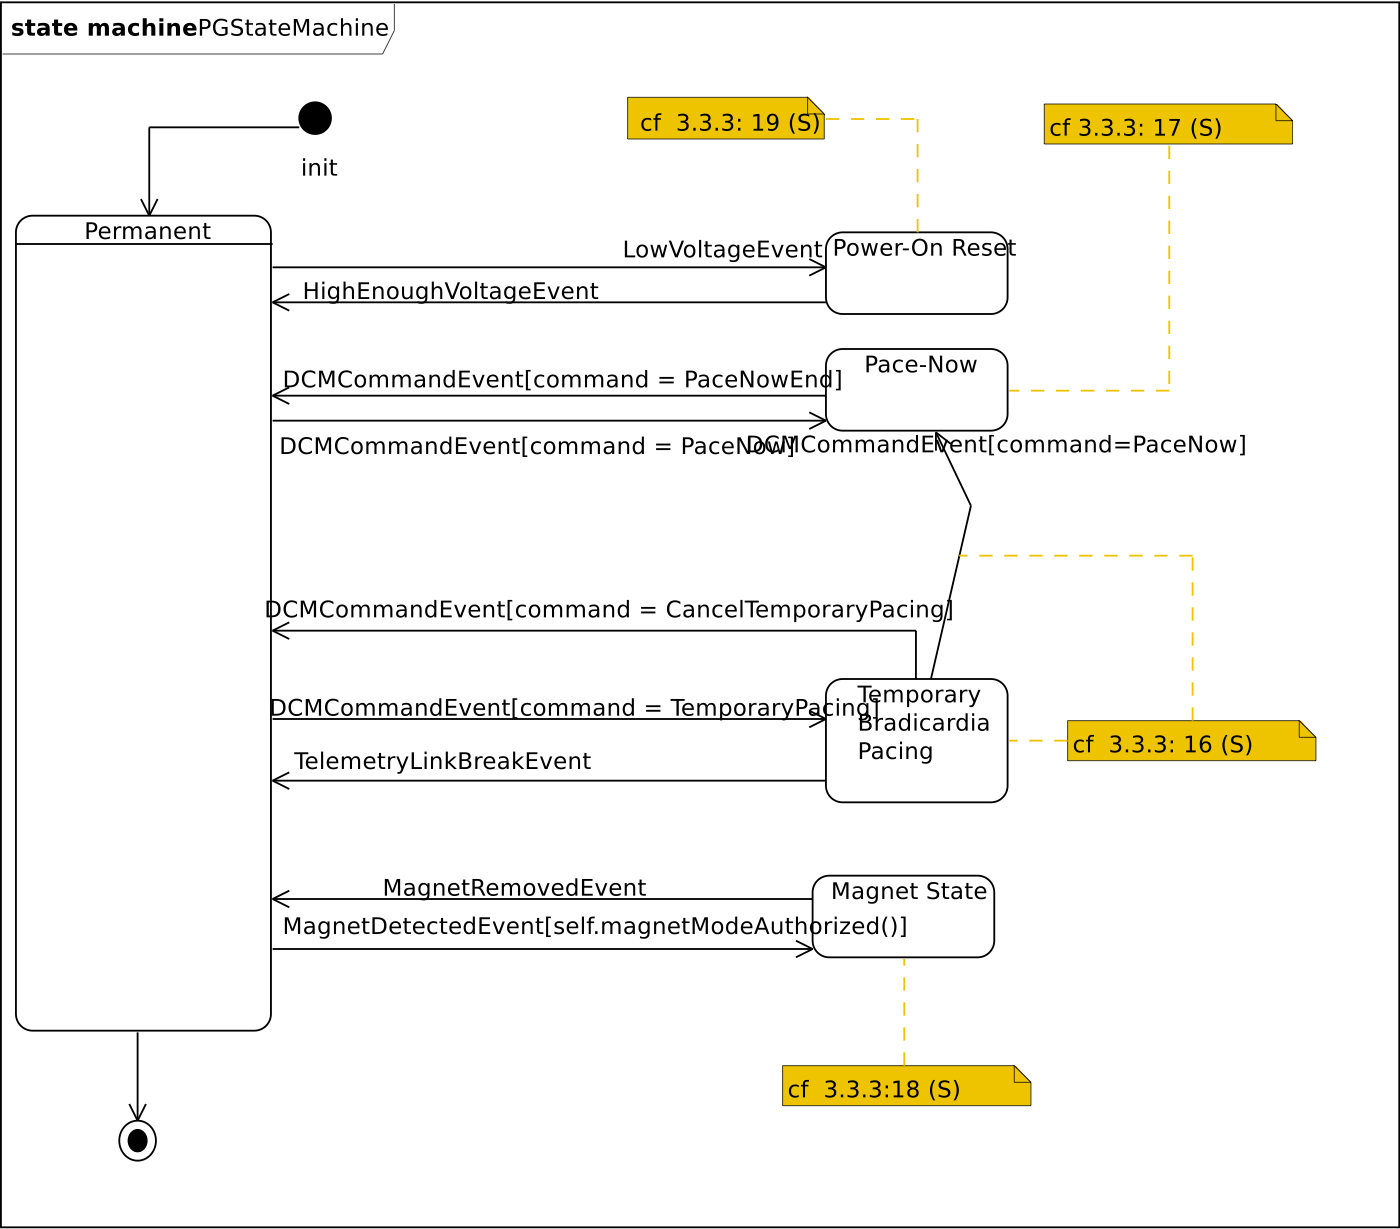 state machinePGStateMachine
init
cf  3.3.3: 19 (S)
cf 3.3.3: 17 (S)
Permanent
LowVoltageEvent
Power-On Reset
HighEnoughVoltageEvent
Pace-Now
DCMCommandEvent[command = PaceNowEnd]
DCMCommandEvent[command = PaceNow]
DCMCommandEvent[command=PaceNow]
DCMCommandEvent[command = CancelTemporaryPacing]
DCMCommandEvent[command = TemporaryPacing]
Temporary
Bradicardia
Pacing
cf  3.3.3: 16 (S)
TelemetryLinkBreakEvent
MagnetRemovedEvent
Magnet State
MagnetDetectedEvent[self.magnetModeAuthorized()]
cf  3.3.3:18 (S)